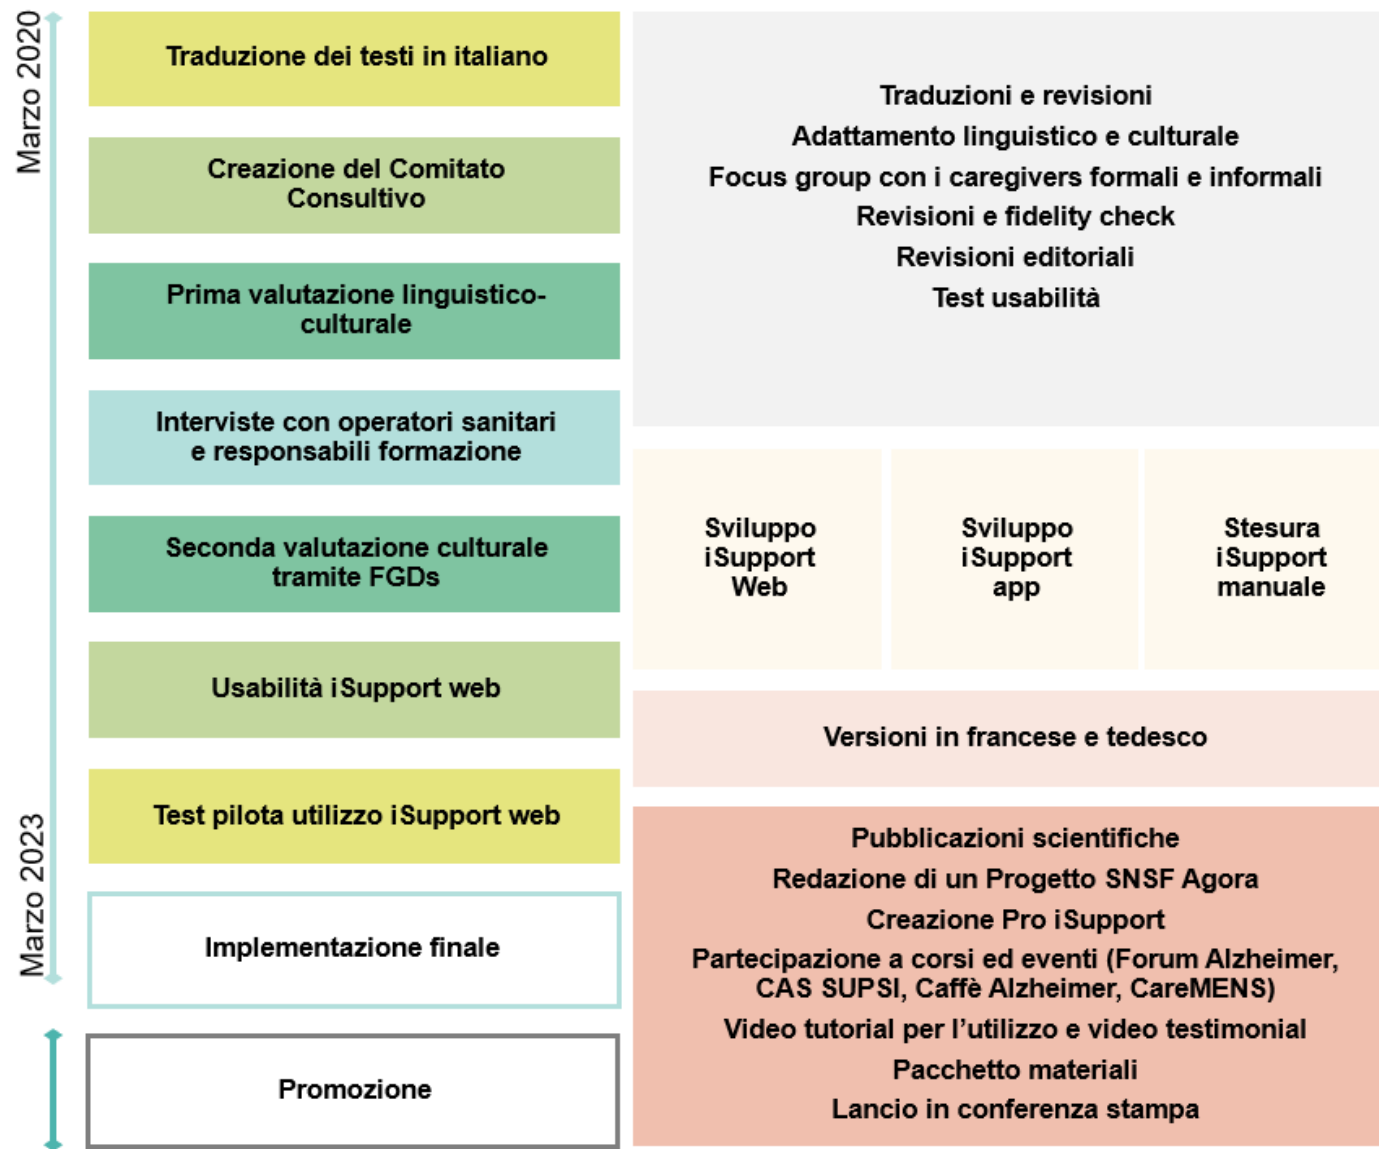 Marzo 2020
Traduzione dei testi in italiano
Creazione del Comitato
Consultivo
Prima valutazione linguistico-
culturale
Interviste con operatori sanitari
e responsabili formazione
Seconda valutazione culturale
tramite FGDs
Usabilità iSupport web
Test pilota utilizzo iSupport web
Marzo 2023
Implementazione finale
Promozione
Traduzioni e revisioni
Adattamento linguistico e culturale
Focus group con i caregivers formali e informali
Revisioni e fidelity check
Revisioni editoriali
Test usabilità
Sviluppo
iSupport
Web
Sviluppo
iSupport
app
Stesura
iSupport
manuale
Versioni in francese e tedesco
Pubblicazioni scientifiche
Redazione di un Progetto SNSF Agora
Creazione Pro iSupport
Partecipazione a corsi ed eventi (Forum Alzheimer,
CAS SUPSI, Caffè Alzheimer, CareMENS)
Video tutorial per l'utilizzo e video testimonial
Pacchetto materiali
Lancio in conferenza stampa